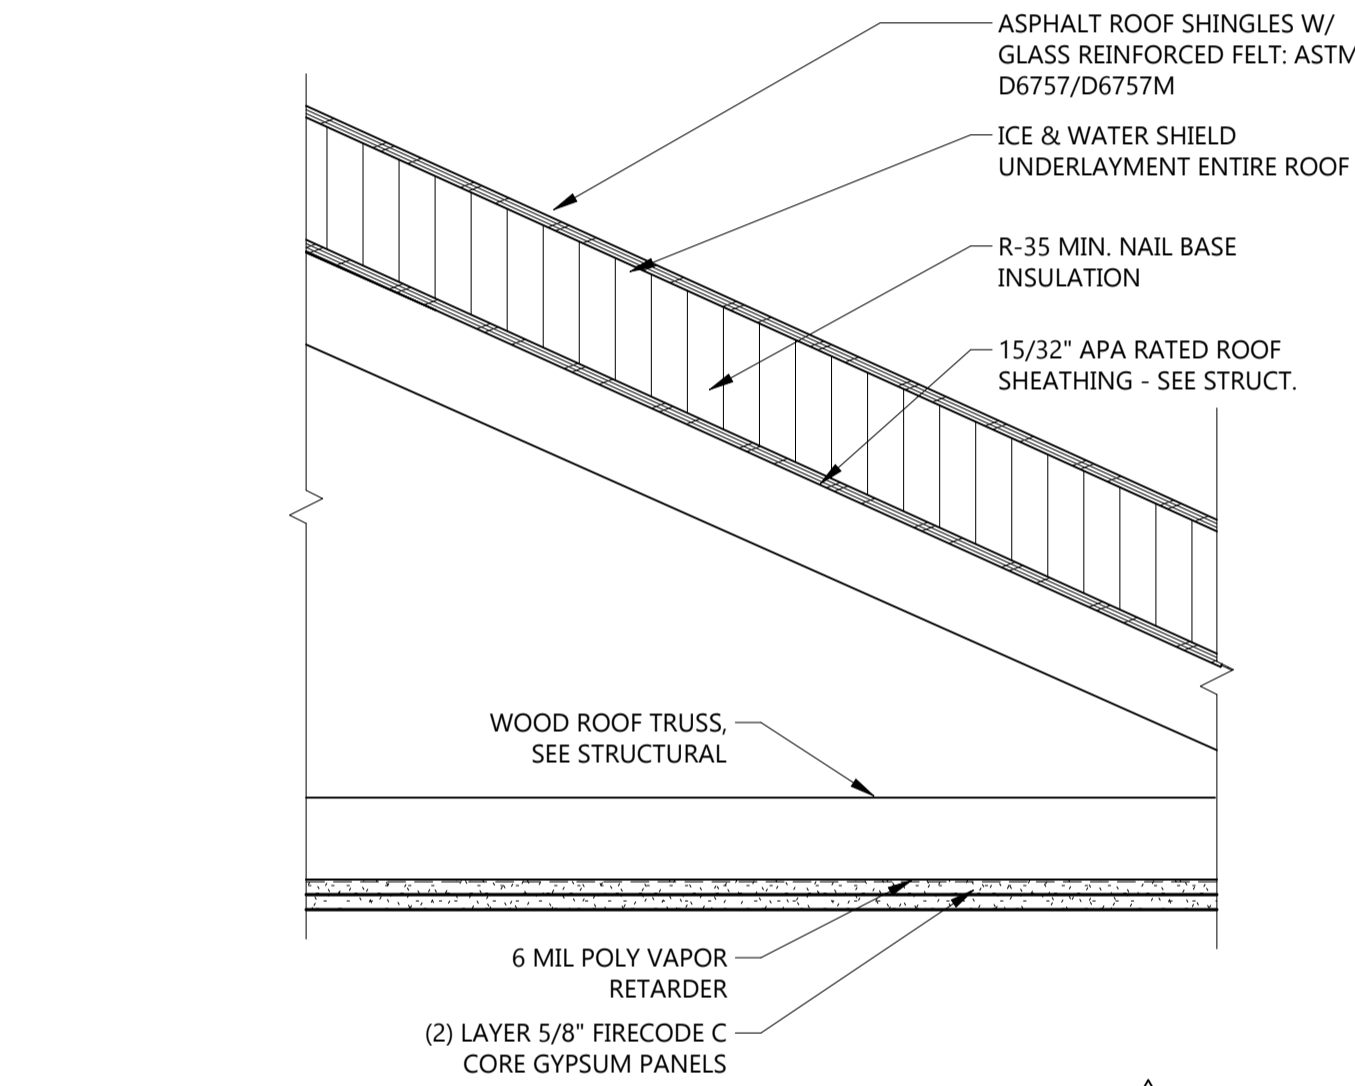 ASPHALT ROOF SHINGLES W/
GLASS REINFORCED FELT: ASTM
D6757/D6757M
ICE & WATER SHIELD
UNDERLAYMENT ENTIRE ROOF
R-35 MIN. NAIL BASE
INSULATION
15/32" APA RATED ROOF
SHEATHING - SEE STRUCT.
WOOD ROOF TRUSS,
SEE STRUCTURAL
6 MIL POLY VAPOR
RETARDER
(2) LAYER 5/8" FIRECODE C
CORE GYPSUM PANELS